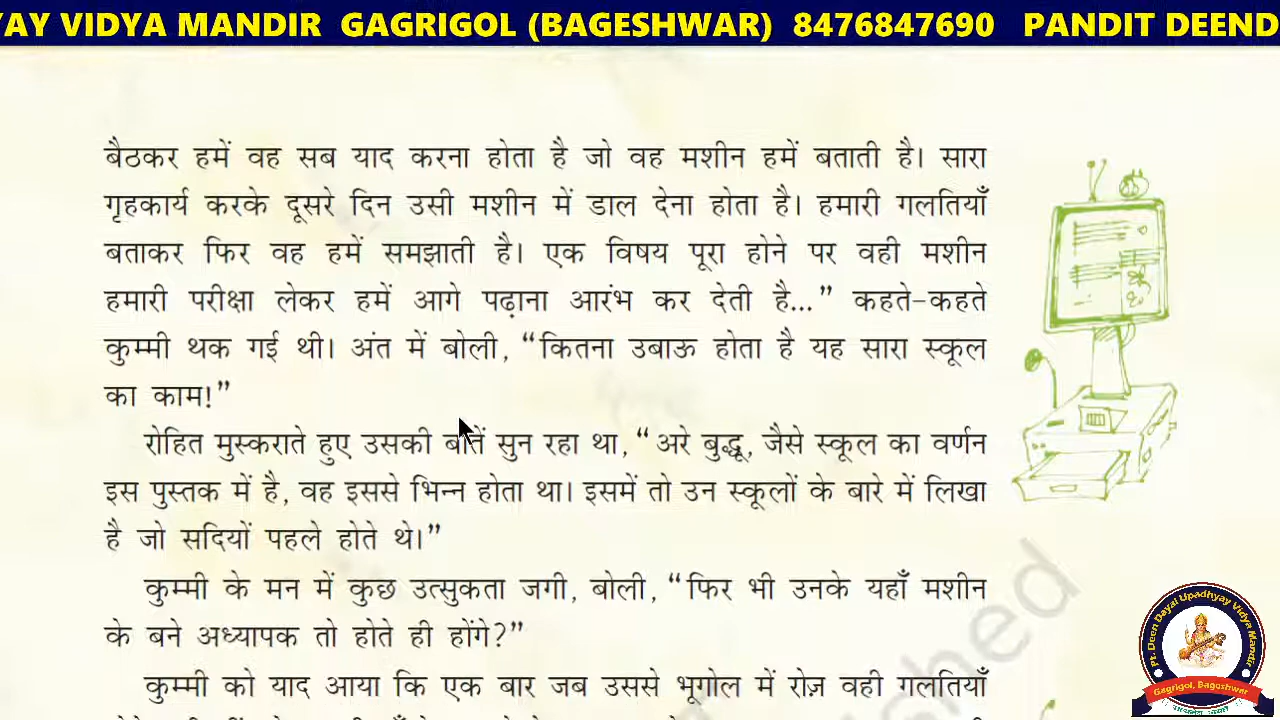 YAY VIDYA MANDIR GAGRIGOL (BAGESHWAR) 8476847690 PANDIT DEEND
बैठकर हमें वह सब याद करना होता है जो वह मशीन हमें बताती है। सारा
गृहकार्य करके दूसरे दिन उसी मशीन में डाल देना होता है। हमारी गलतियाँ
बताकर फिर वह हमें समझाती है। एक विषय पूरा होने पर वही मशीन
हमारी परीक्षा लेकर हमें आगे पढ़ाना आरंभ कर देती है...” कहते-कहते
कुम्मी थक गई थी। अंत में बोली, “कितना उबाऊ होता है यह सारा स्कूल
का काम!”
रोहित मुस्कराते हुए उसकी बातें सुन रहा था, “अरे बुद्धू, जैसे स्कूल का वर्णन
इस पुस्तक में है, वह इससे भिन्न होता था। इसमें तो उन स्कूलों के बारे में लिखा
है जो सदियों पहले होते थे।”
कुम्मी के मन में कुछ उत्सुकता जगी, बोली, “फिर भी उनके यहाँ मशीन
के बने अध्यापक तो होते ही होंगे?”
कुम्मी को याद आया कि एक बार जब उससे भूगोल में रोज़ वही गलतियाँ
Pt. Deen Dayal Upadhyay Vidya Mandir
Gagrigol, Bageshwar